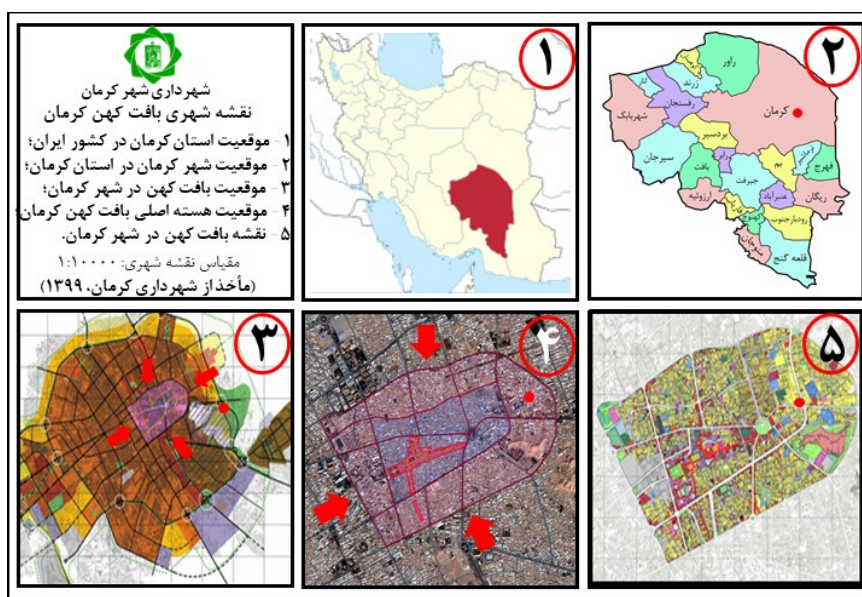 شهرداری شهر کرمان
نقشه شهری بافت کهن کرمان
۱ - موقعیت استان کرمان در کشور ایران؛
۲ - موقعیت شهر کرمان در استان کرمان؛
۳ - موقعیت بافت کهن در شهر کرمان؛
۴ - موقعیت هسته اصلی بافت کهن کرمان؛
۵ - نقشه بافت کهن در شهر کرمان.
مقیاس نقشه شهری: ۱:۱۰۰۰۰
(مأخذ از شهرداری کرمان، ۱۳۹۹)
۱
۲
راور
زرند
انار
رفسنجان
کرمان
شهربابک
بردسیر
سیرجان
بافت
بم
فهرج
جیرفت
ریگان
ارزوئیه
عنبرآباد
رودبارجنوب
کهنوج
قلعه گنج
۳
۴
۵